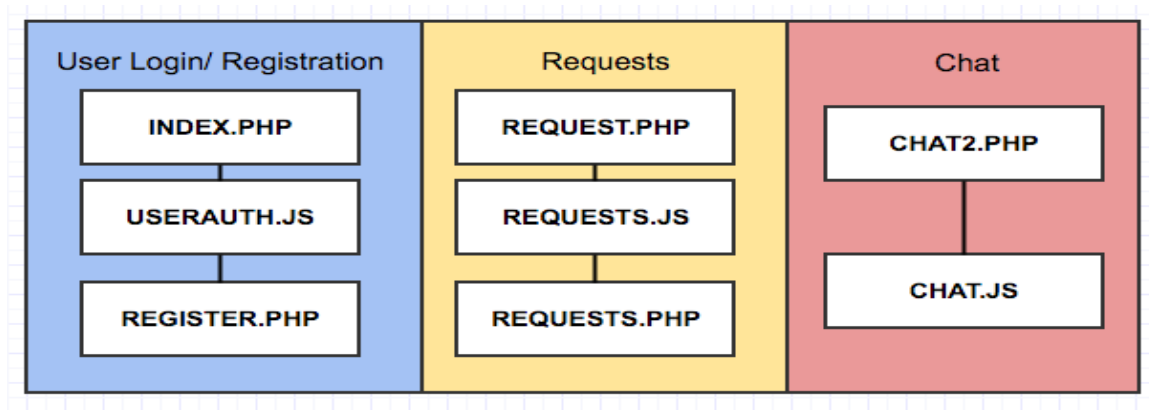 User Login/ Registration
INDEX.PHP
USERAUTH.JS
REGISTER.PHP
Requests
REQUEST.PHP
REQUESTS.JS
REQUESTS.PHP
Chat
CHAT2.PHP
CHAT.JS